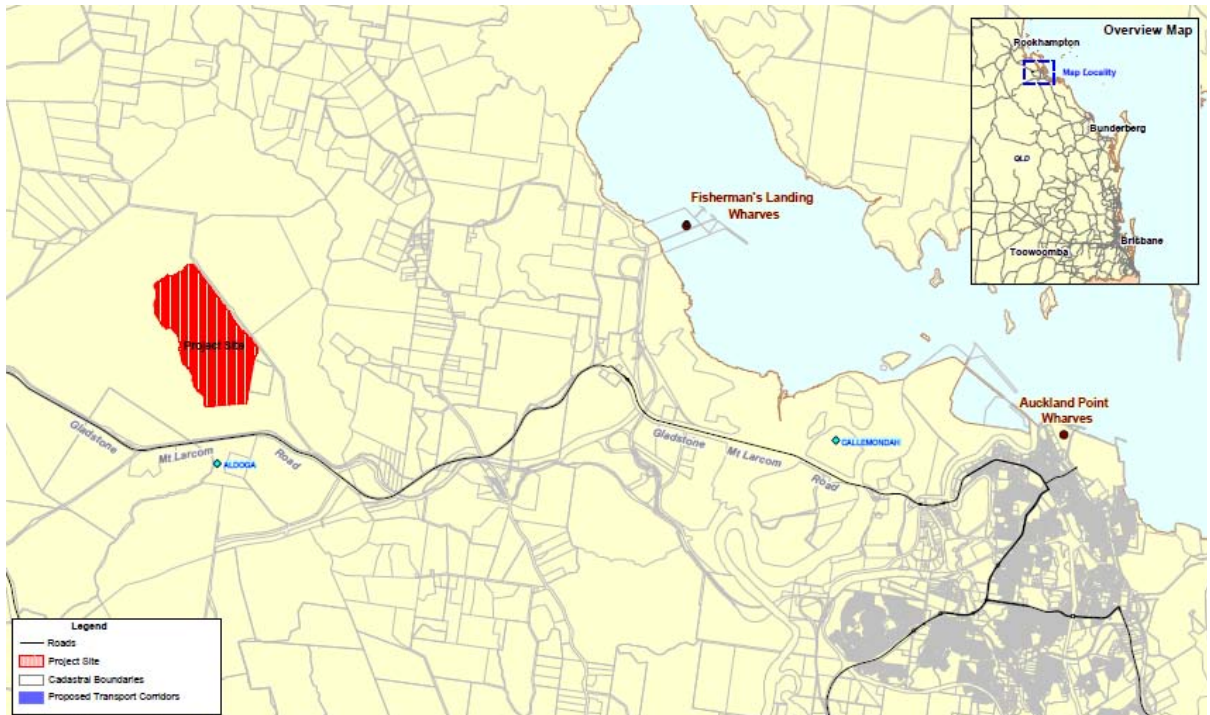 Overview Map
Rookhampton
Map Locality
Bunderberg
QLD
Brisbane
Toowoomba
Fisherman's Landing
Wharves
Project Site
Auckland Point
Wharves
Gladstone
Mt Larcom
Road
ALDOGA
Gladstone
Mt Larcom
Road
CALLEMONDAH
Legend
Roads
Project Site
Cadastral Boundaries
Proposed Transport Corridors